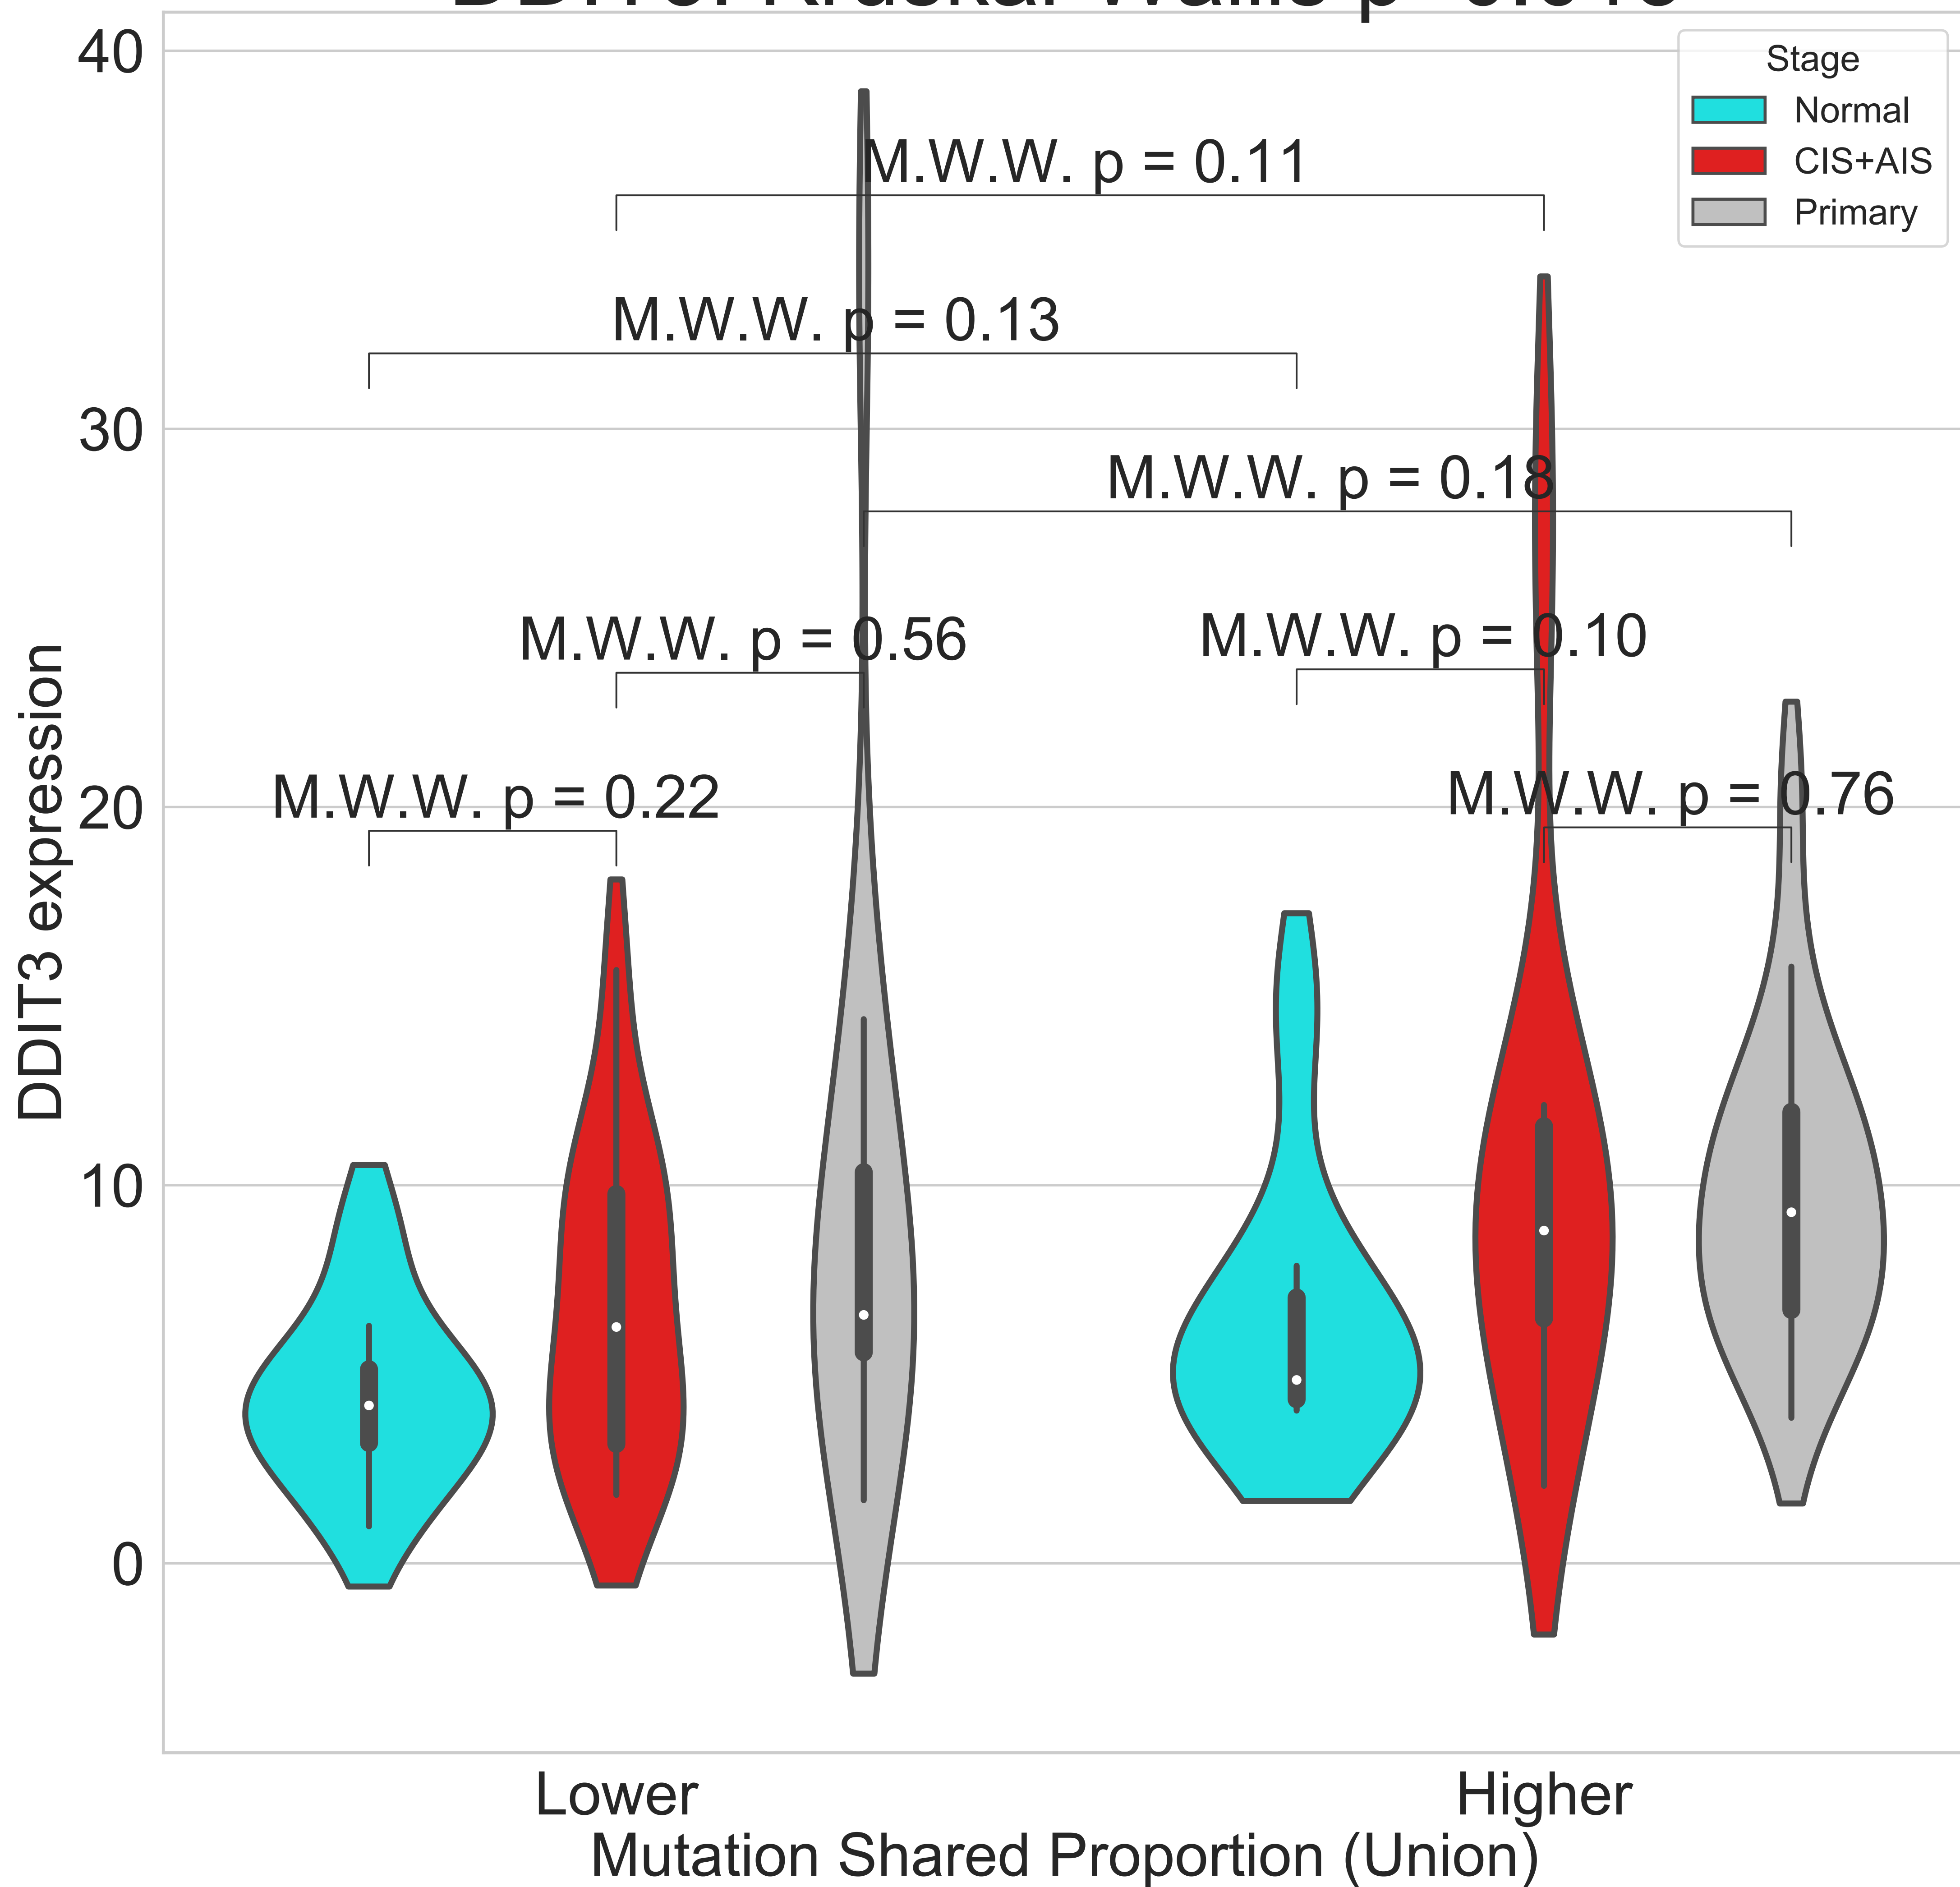 40
Stage
Normal
CIS+AIS
Primary
M.W.W. p = 0.11
M.W.W. p = 0.13
30
M.W.W. p = 0.18
M.W.W. p = 0.56
M.W.W. p = 0.10
M.W.W. p = 0.22
20
M.W.W. p = 0.76
DDIT3 expression
10
0
Lower
Higher
Mutation Shared Proportion (Union)